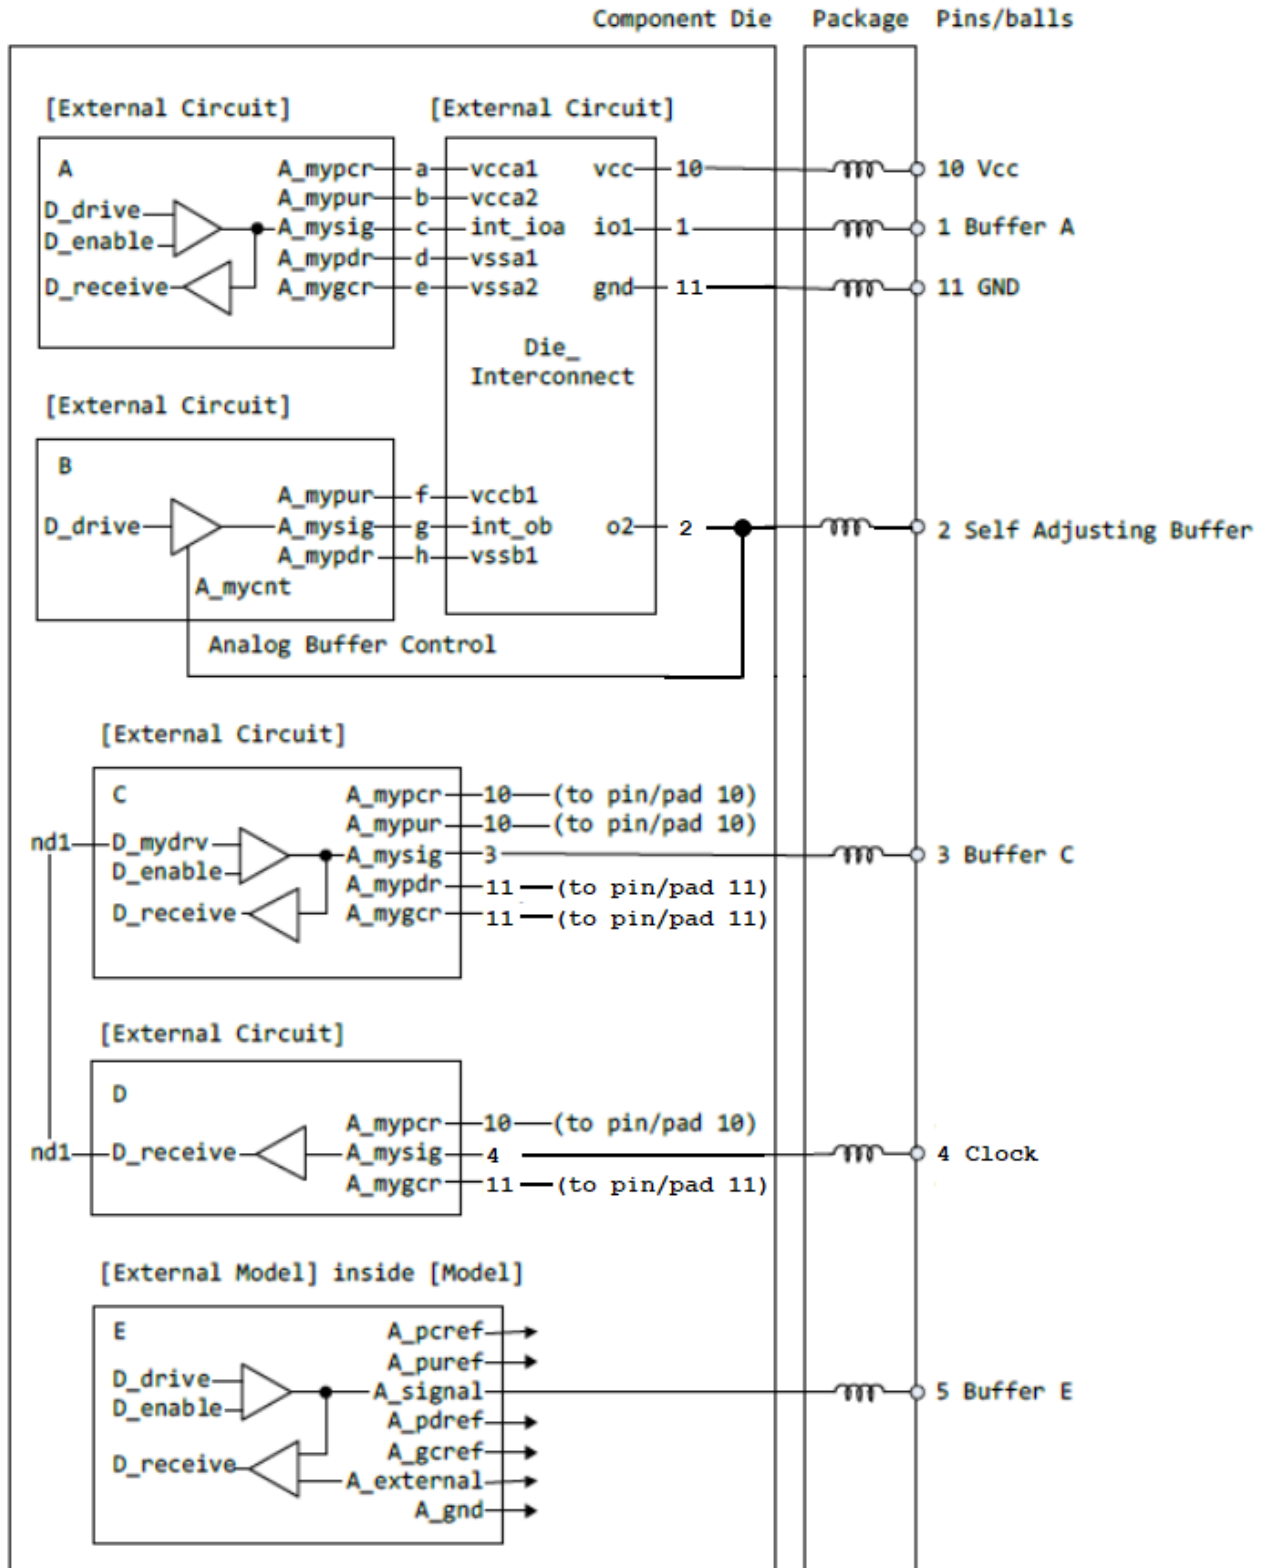 Component Die Package Pins/balls
[External Circuit] [External Circuit]
A A_mypcr a vcca1 vcc 10 10 Vcc
A_mypur b vcca2
D_drive
A_mysig c int_ioa io1 1 1 Buffer A
D_enable
A_mypdr d vssa1
D_receive A_mygcr e vssa2 gnd 11 11 GND
Die_
Interconnect
[External Circuit]
B
A_mypur f vccb1
D_drive A_mysig g int_ob o2 2 2 Self Adjusting Buffer
A_mypdr h vssb1
A_mycnt
Analog Buffer Control
[External Circuit]
C A_mypcr 10 (to pin/pad 10)
A_mypur 10 (to pin/pad 10)
nd1 D_mydrv
A_mysig 3 3 Buffer C
D_enable
A_mypdr 11 (to pin/pad 11)
D_receive A_mygcr 11 (to pin/pad 11)
[External Circuit]
D
A_mypcr 10 (to pin/pad 10)
nd1 D_receive A_mysig 4 4 Clock
A_mygcr 11 (to pin/pad 11)
[External Model] inside [Model]
E A_pcref
A_puref
D_drive
A_signal 5 Buffer E
D_enable
A_pdref
A_gcref
D_receive
A_external
A_gnd